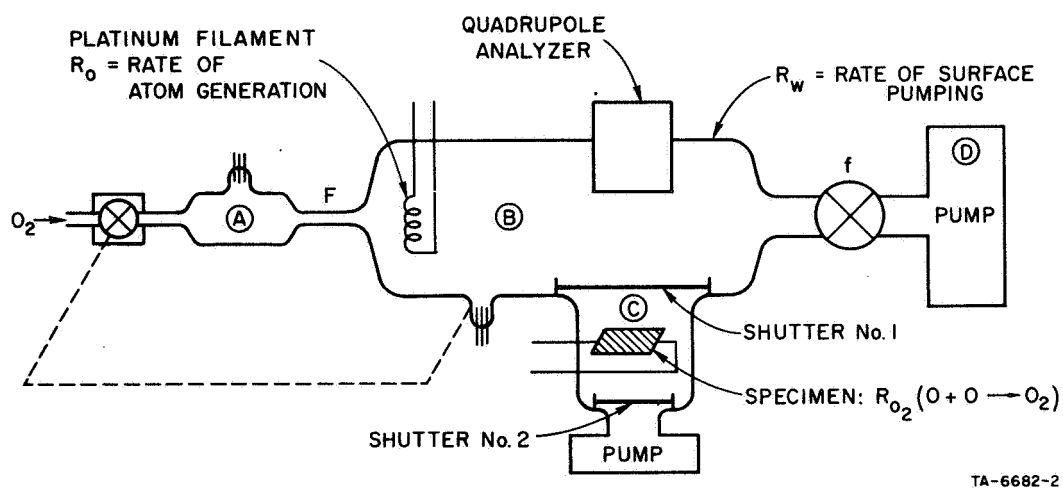 PLATINUM FILAMENT
R₀ = RATE OF
ATOM GENERATION
QUADRUPOLE
ANALYZER
R_W = RATE OF SURFACE
PUMPING
O₂
A
F
B
f
D
PUMP
C
SHUTTER No. 1
SPECIMEN: R_O₂ (O + O → O₂)
SHUTTER No. 2
PUMP
TA-6682-2